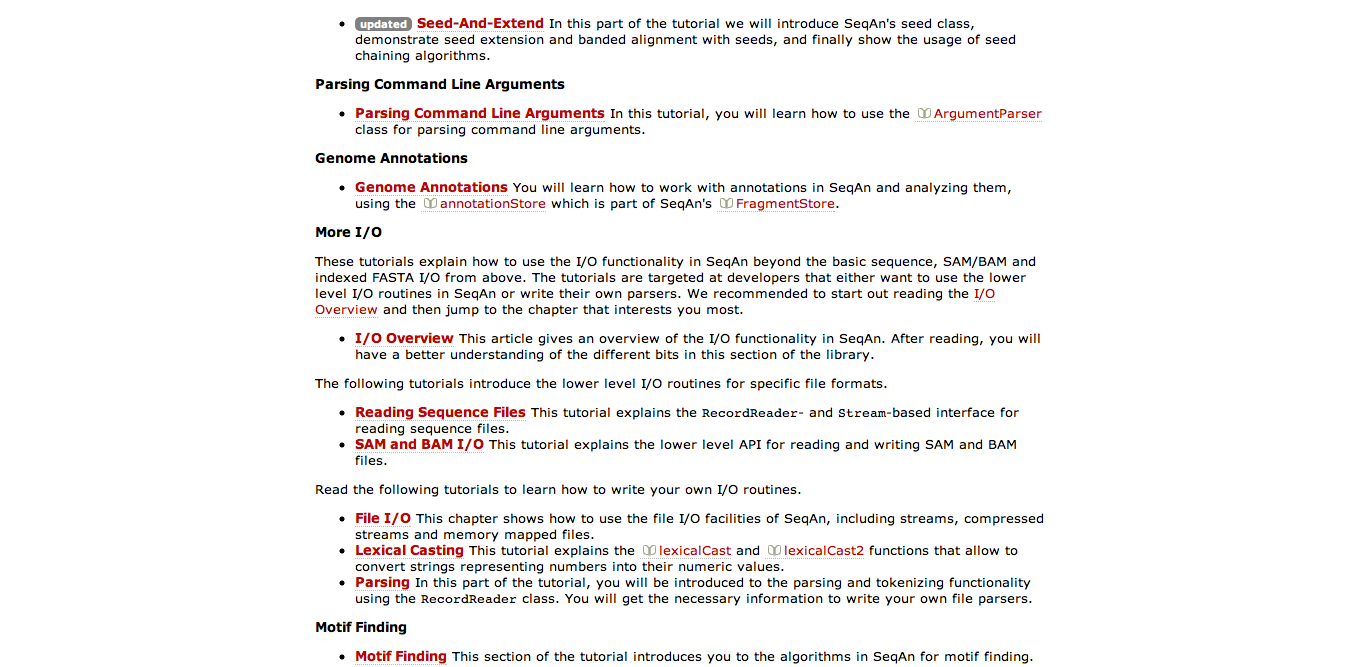 updated Seed-And-Extend In this part of the tutorial we will introduce SeqAn's seed class,
demonstrate seed extension and banded alignment with seeds, and finally show the usage of seed
chaining algorithms.
Parsing Command Line Arguments
Parsing Command Line Arguments In this tutorial, you will learn how to use the ArgumentParser
class for parsing command line arguments.
Genome Annotations
Genome Annotations You will learn how to work with annotations in SeqAn and analyzing them,
using the annotationStore which is part of SeqAn's FragmentStore.
More I/O
These tutorials explain how to use the I/O functionality in SeqAn beyond the basic sequence, SAM/BAM and
indexed FASTA I/O from above. The tutorials are targeted at developers that either want to use the lower
level I/O routines in SeqAn or write their own parsers. We recommended to start out reading the I/O
Overview and then jump to the chapter that interests you most.
I/O Overview This article gives an overview of the I/O functionality in SeqAn. After reading, you will
have a better understanding of the different bits in this section of the library.
The following tutorials introduce the lower level I/O routines for specific file formats.
Reading Sequence Files This tutorial explains the RecordReader- and Stream-based interface for
reading sequence files.
SAM and BAM I/O This tutorial explains the lower level API for reading and writing SAM and BAM
files.
Read the following tutorials to learn how to write your own I/O routines.
File I/O This chapter shows how to use the file I/O facilities of SeqAn, including streams, compressed
streams and memory mapped files.
Lexical Casting This tutorial explains the lexicalCast and lexicalCast2 functions that allow to
convert strings representing numbers into their numeric values.
Parsing In this part of the tutorial, you will be introduced to the parsing and tokenizing functionality
using the RecordReader class. You will get the necessary information to write your own file parsers.
Motif Finding
Motif Finding This section of the tutorial introduces you to the algorithms in SeqAn for motif finding.